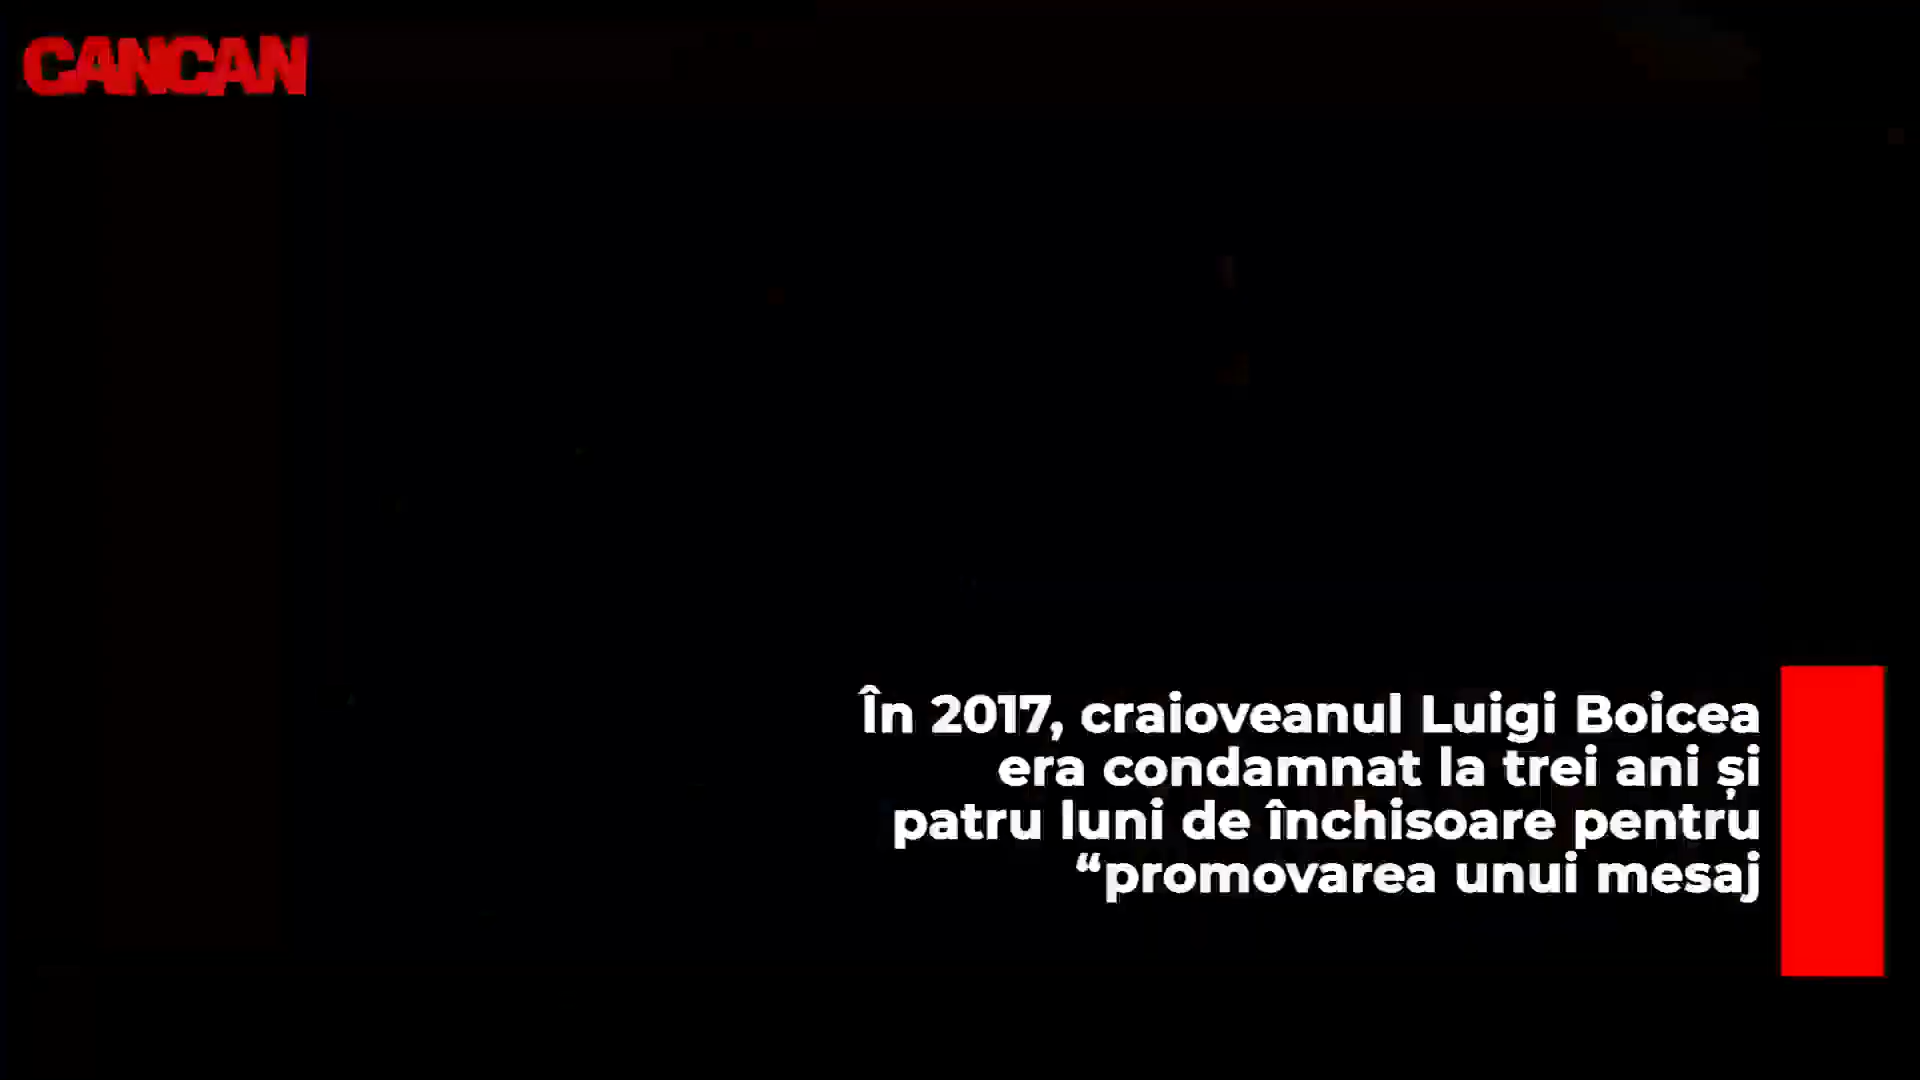 CANCAN
În 2017, craioveanul Luigi Boicea
era condamnat la trei ani și
patru luni de închisoare pentru
“promovarea unui mesaj